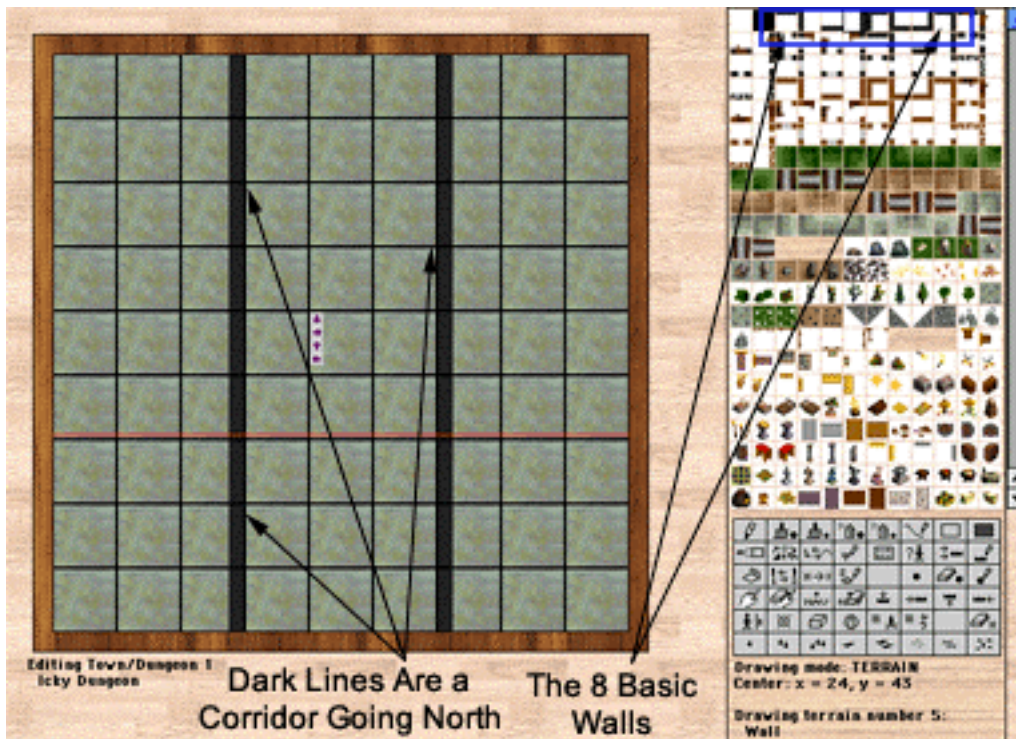 Editing Town/Dungeon 1
Icky Dungeon
Dark Lines Are a
Corridor Going North
The 8 Basic
Walls
Drawing mode: TERRAIN
Center: x = 24, y = 43
Drawing terrain number 5:
Wall